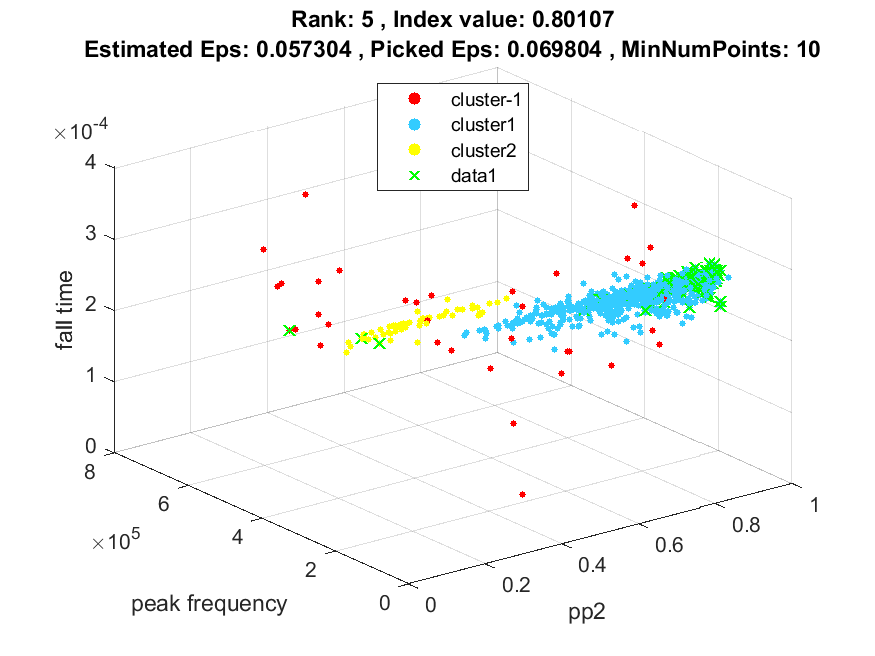 Rank: 5 , Index value: 0.80107
Estimated Eps: 0.057304 , Picked Eps: 0.069804 , MinNumPoints: 10
cluster-1
cluster1
cluster2
data1
×10-4
4
3
2
1
0
fall time
8
6
4
2
0
×105
peak frequency
0
0.2
0.4
0.6
0.8
1
pp2